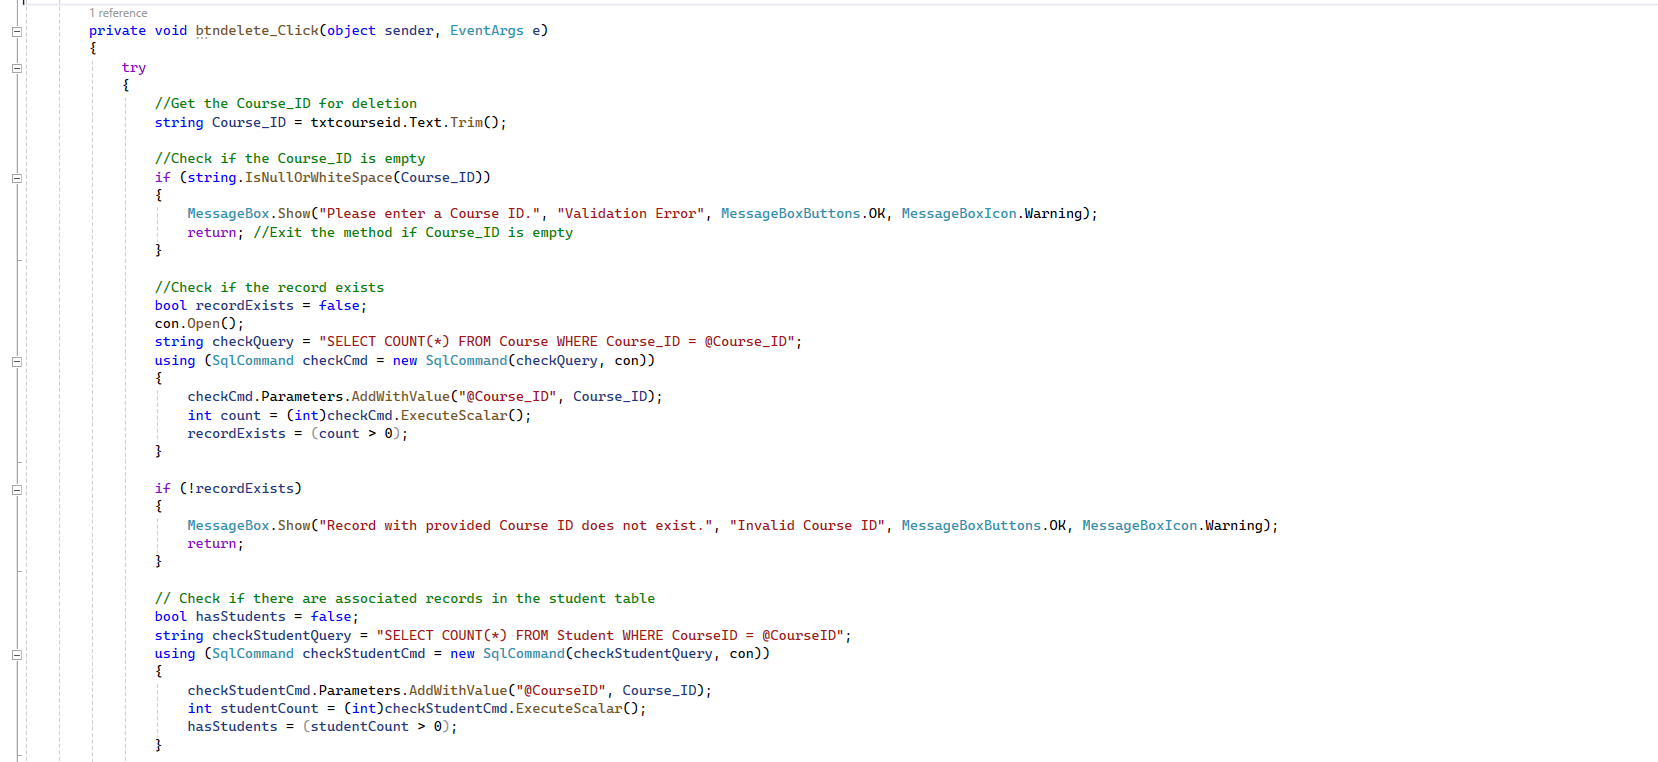 1 reference
private void btndelete_Click(object sender, EventArgs e)
{
try
{
//Get the Course_ID for deletion
string Course_ID = txtcourseid.Text.Trim();
//Check if the Course_ID is empty
if (string.IsNullOrWhiteSpace(Course_ID))
{
MessageBox.Show("Please enter a Course ID.", "Validation Error", MessageBoxButtons.OK, MessageBoxIcon.Warning);
return; //Exit the method if Course_ID is empty
}
//Check if the record exists
bool recordExists = false;
con.Open();
string checkQuery = "SELECT COUNT(*) FROM Course WHERE Course_ID = @Course_ID";
using (SqlCommand checkCmd = new SqlCommand(checkQuery, con))
{
checkCmd.Parameters.AddWithValue("@Course_ID", Course_ID);
int count = (int)checkCmd.ExecuteScalar();
recordExists = (count > 0);
}
if (!recordExists)
{
MessageBox.Show("Record with provided Course ID does not exist.", "Invalid Course ID", MessageBoxButtons.OK, MessageBoxIcon.Warning);
return;
}
// Check if there are associated records in the student table
bool hasStudents = false;
string checkStudentQuery = "SELECT COUNT(*) FROM Student WHERE CourseID = @CourseID";
using (SqlCommand checkStudentCmd = new SqlCommand(checkStudentQuery, con))
{
checkStudentCmd.Parameters.AddWithValue("@CourseID", Course_ID);
int studentCount = (int)checkStudentCmd.ExecuteScalar();
hasStudents = (studentCount > 0);
}